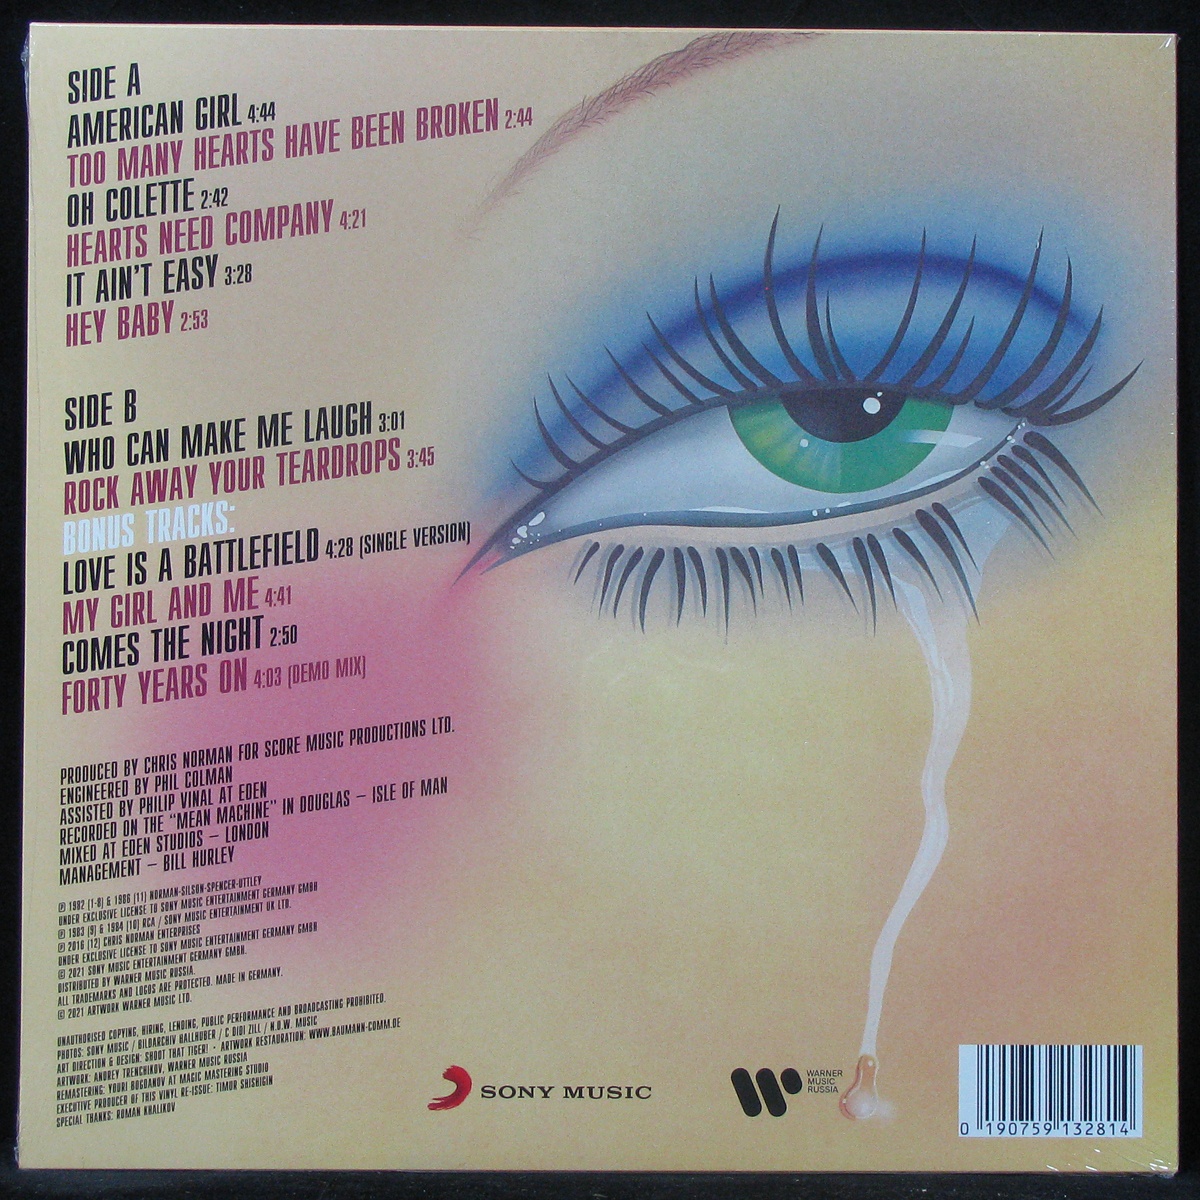 SIDE A
AMERICAN GIRL 4:44
TOO MANY HEARTS HAVE BEEN BROKEN 2:44
OH COLETTE 2:42
HEARTS NEED COMPANY 4:21
IT AIN'T EASY 3:28
HEY BABY 2:53
SIDE B
WHO CAN MAKE ME LAUGH 3:01
ROCK AWAY YOUR TEARDROPS 3:45
BONUS TRACKS:
LOVE IS A BATTLEFIELD 4:28 (SINGLE VERSION)
MY GIRL AND ME 4:41
COMES THE NIGHT 2:50
FORTY YEARS ON 4:03 (DEMO MIX)
PRODUCED BY CHRIS NORMAN FOR SCORE MUSIC PRODUCTIONS LTD.
ENGINEERED BY PHIL COLMAN
ASSISTED BY PHILIP VINAL AT EDEN
RECORDED ON THE "MEAN MACHINE" IN DOUGLAS – ISLE OF MAN
MIXED AT EDEN STUDIOS – LONDON
MANAGEMENT – BILL HURLEY
℗ 1982 (1-8) & 1986 (11) NORMAN-SILSON-SPENCER-UTTLEY
UNDER EXCLUSIVE LICENSE TO SONY MUSIC ENTERTAINMENT GERMANY GMBH
℗ 1983 (9) & 1984 (10) RCA / SONY MUSIC ENTERTAINMENT UK LTD.
℗ 2016 (12) CHRIS NORMAN ENTERPRISES
UNDER EXCLUSIVE LICENSE TO SONY MUSIC ENTERTAINMENT GERMANY GMBH
© 2021 SONY MUSIC ENTERTAINMENT GERMANY GMBH.
DISTRIBUTED BY WARNER MUSIC RUSSIA.
ALL TRADEMARKS AND LOGOS ARE PROTECTED. MADE IN GERMANY.
© 2021 ARTWORK WARNER MUSIC LTD.
UNAUTHORISED COPYING, HIRING, LENDING, PUBLIC PERFORMANCE AND BROADCASTING PROHIBITED.
PHOTOS: SONY MUSIC / BILDARCHIV HALLHUBER / C DIDI ZILL / N.O.W. MUSIC
ART DIRECTION & DESIGN: SHOOT THAT TIGER! - ARTWORK RESTAURATION: WWW.BAUMANN-COMM.DE
ARTWORK: ANDREY TRENCHIKOV, WARNER MUSIC RUSSIA
REMASTERING: YOURI BOGDANOV AT MAGIC MASTERING STUDIO
EXECUTIVE PRODUCER OF THIS VINYL RE-ISSUE: TIMUR SHISHIGIN
SPECIAL THANKS: ROMAN KHALIKOV
SONY MUSIC
WARNER
MUSIC
RUSSIA
0 190759 132814